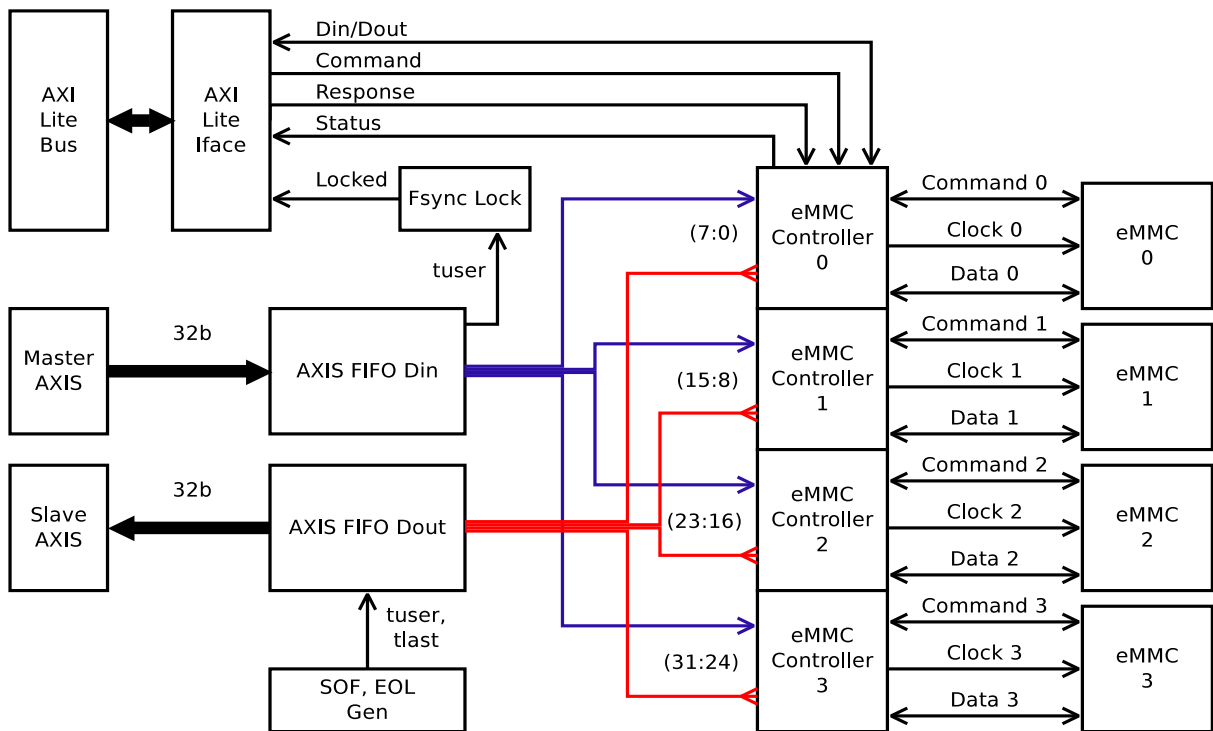 AXI
Lite
Bus
AXI
Lite
Iface
Din/Dout
Command
Response
Status
Locked
Fsync Lock
tuser
Master
AXIS
32b
AXIS FIFO Din
Slave
AXIS
32b
AXIS FIFO Dout
tuser,
tlast
SOF, EOL
Gen
(7:0)
(15:8)
(23:16)
(31:24)
eMMC
Controller
0
eMMC
Controller
1
eMMC
Controller
2
eMMC
Controller
3
Command 0
Clock 0
Data 0
Command 1
Clock 1
Data 1
Command 2
Clock 2
Data 2
Command 3
Clock 3
Data 3
eMMC
0
eMMC
1
eMMC
2
eMMC
3